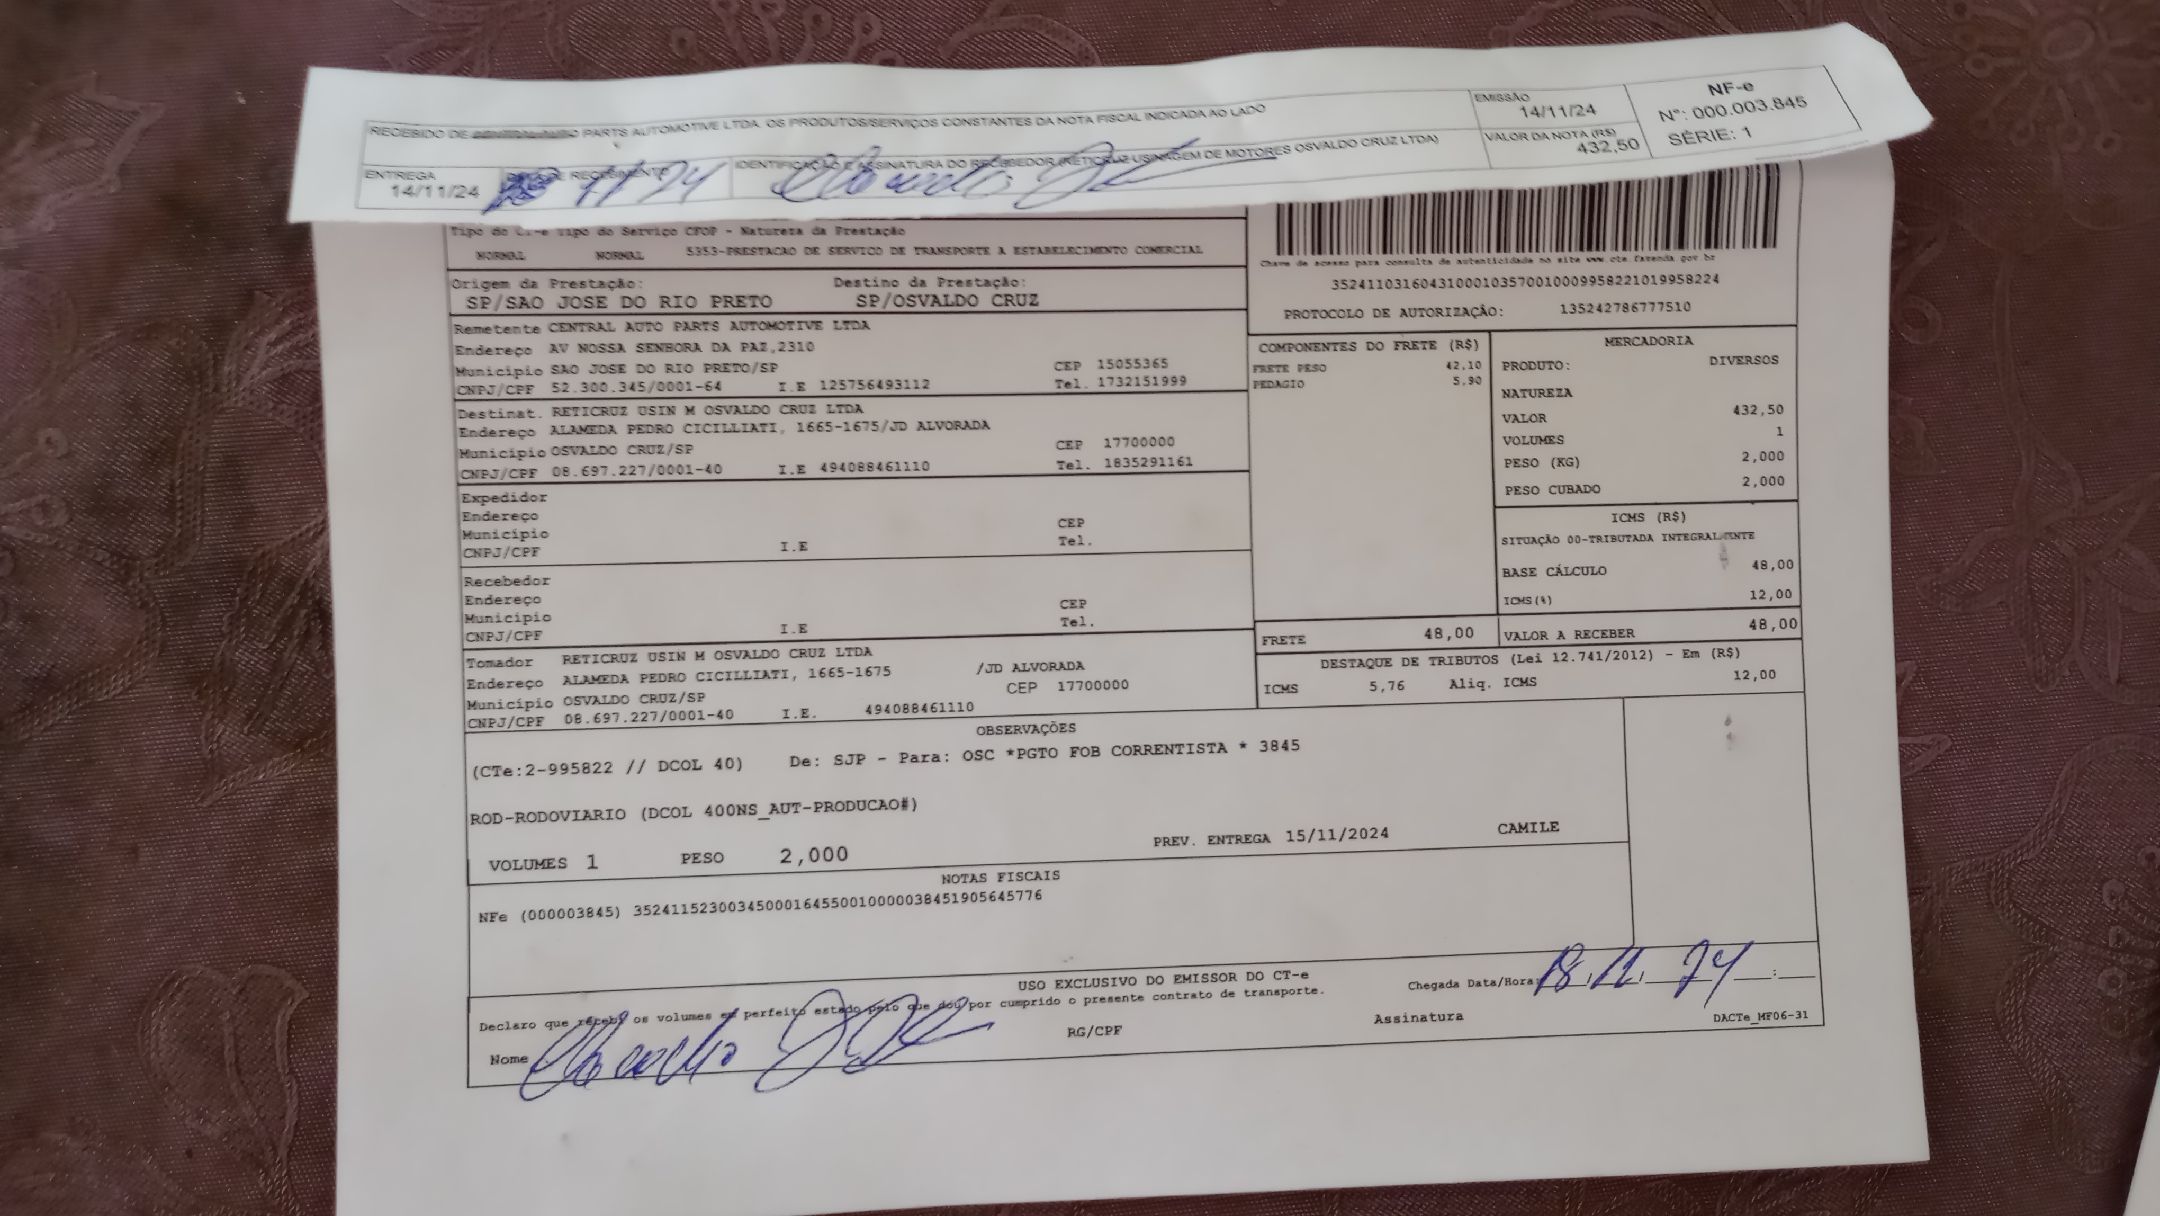 RECEBIDO DE PARTS AUTOMOTIVE LTDA. OS PRODUTOS/SERVIÇOS CONSTANTES DA NOTA FISCAL INDICADA AO LADO
EMISSÃO
14/11/24
NF-e
Nº: 000.003.845
SÉRIE: 1
ENTREGA
14/11/24
DE RECEBIMENTO
11/24
IDENTIFICAÇÃO E ASSINATURA DO RECEBEDOR (RETICRUZ USINAGEM DE MOTORES OSVALDO CRUZ LTDA)
VALOR DA NOTA (R$)
432,50
Tipo do CT-e Tipo do Serviço CFOP - Natureza da Prestação
NORMAL NORMAL 5353-PRESTACAO DE SERVICO DE TRANSPORTE A ESTABELECIMENTO COMERCIAL
Origem da Prestação: Destino da Prestação:
SP/SAO JOSE DO RIO PRETO SP/OSVALDO CRUZ
Chave de acesso para consulta de autenticidade no site www.cte.fazenda.gov.br
35241103160431000103570010009958221019958224
PROTOCOLO DE AUTORIZAÇÃO: 135242786777510
Remetente CENTRAL AUTO PARTS AUTOMOTIVE LTDA
Endereço AV NOSSA SENHORA DA PAZ,2310
Município SAO JOSE DO RIO PRETO/SP CEP 15055365
CNPJ/CPF 52.300.345/0001-64 I.E 125756493112 Tel. 1732151999
Destinat. RETICRUZ USIN M OSVALDO CRUZ LTDA
Endereço ALAMEDA PEDRO CICILLIATI, 1665-1675/JD ALVORADA
Município OSVALDO CRUZ/SP CEP 17700000
CNPJ/CPF 08.697.227/0001-40 I.E 494088461110 Tel. 1835291161
Expedidor
Endereço
Município CEP
CNPJ/CPF I.E Tel.
Recebedor
Endereço
Município CEP
CNPJ/CPF I.E Tel.
Tomador RETICRUZ USIN M OSVALDO CRUZ LTDA
Endereço ALAMEDA PEDRO CICILLIATI, 1665-1675 /JD ALVORADA
Município OSVALDO CRUZ/SP CEP 17700000
CNPJ/CPF 08.697.227/0001-40 I.E. 494088461110
COMPONENTES DO FRETE (R$)
FRETE PESO 42,10
PEDAGIO 5,90
MERCADORIA
PRODUTO: DIVERSOS
NATUREZA
VALOR 432,50
VOLUMES 1
PESO (KG) 2,000
PESO CUBADO 2,000
ICMS (R$)
SITUAÇÃO 00-TRIBUTADA INTEGRALMENTE
BASE CÁLCULO 48,00
ICMS(%) 12,00
FRETE 48,00 VALOR A RECEBER 48,00
DESTAQUE DE TRIBUTOS (Lei 12.741/2012) - Em (R$)
ICMS 5,76 Aliq. ICMS 12,00
OBSERVAÇÕES
(CTe:2-995822 // DCOL 40) De: SJP - Para: OSC *PGTO FOB CORRENTISTA * 3845
ROD-RODOVIARIO (DCOL 400NS_AUT-PRODUCAO#)
PREV. ENTREGA 15/11/2024 CAMILE
VOLUMES 1 PESO 2,000
NOTAS FISCAIS
NFe (000003845) 35241152300345000164550010000038451905645776
USO EXCLUSIVO DO EMISSOR DO CT-e
Declaro que recebi os volumes em perfeito estado pelo que dou por cumprido o presente contrato de transporte.
Chegada Data/Hora: 18.11.24
Nome RG/CPF Assinatura
DACTe_MF06-31